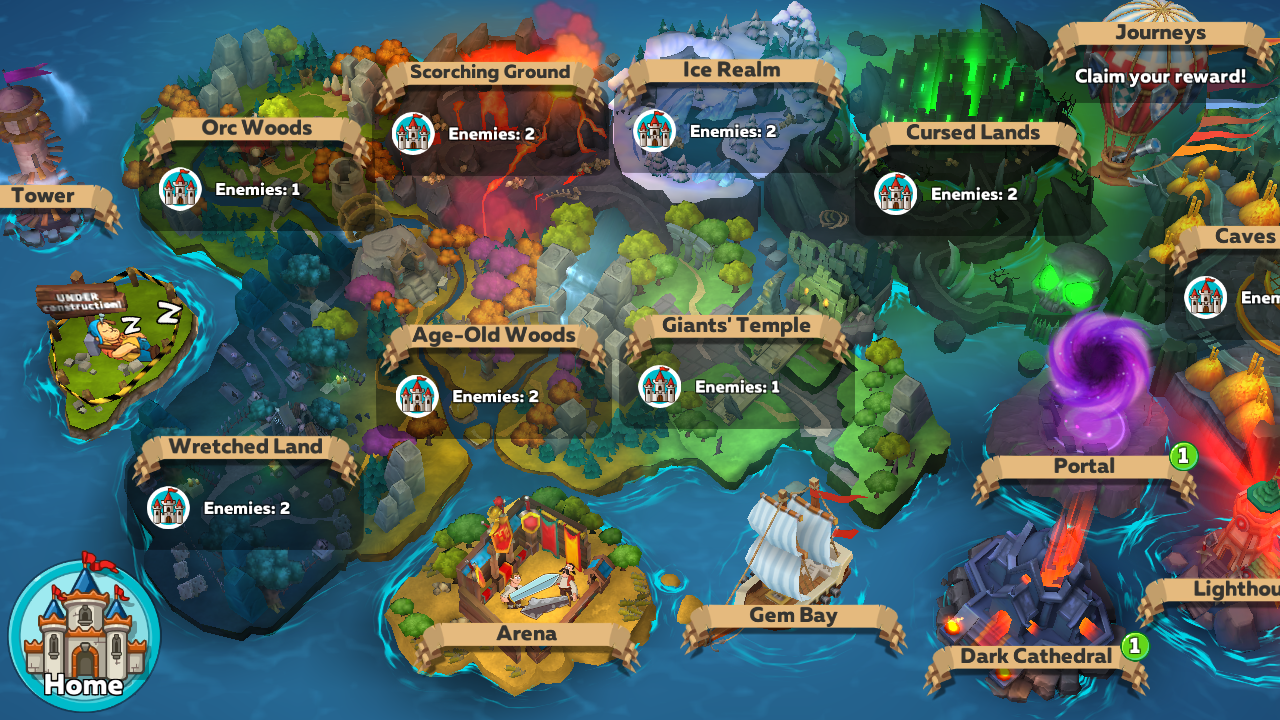 Journeys
Claim your reward!
Scorching Ground
Enemies: 2
Ice Realm
Enemies: 2
Orc Woods
Enemies: 1
Cursed Lands
Enemies: 2
Tower
Caves
Enem
UNDER
construction!
Z
Z
Age-Old Woods
Enemies: 2
Giants' Temple
Enemies: 1
Wretched Land
Enemies: 2
Portal
1
Arena
Gem Bay
Lighthou
Dark Cathedral
1
Home